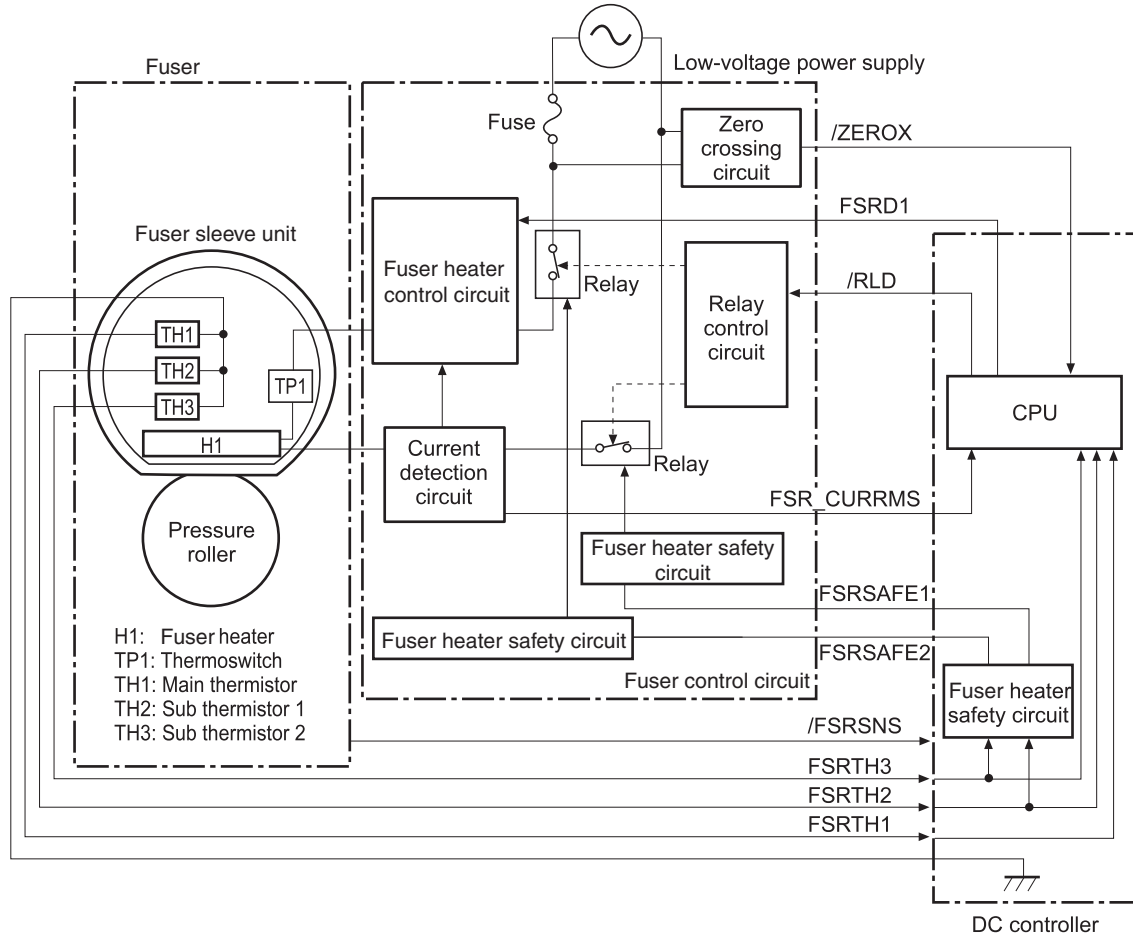 Fuser
Low-voltage power supply
Fuse
Zero
crossing
circuit
/ZEROX
FSRD1
Fuser sleeve unit
Fuser heater
control circuit
Relay
Relay
control
circuit
/RLD
TH1
TH2
TH3
TP1
H1
CPU
Current
detection
circuit
Relay
FSR_CURRMS
Pressure
roller
Fuser heater safety
circuit
FSRSAFE1
Fuser heater safety circuit
FSRSAFE2
Fuser control circuit
Fuser heater
safety circuit
H1: Fuser heater
TP1: Thermoswitch
TH1: Main thermistor
TH2: Sub thermistor 1
TH3: Sub thermistor 2
/FSRSNS
FSRTH3
FSRTH2
FSRTH1
DC controller